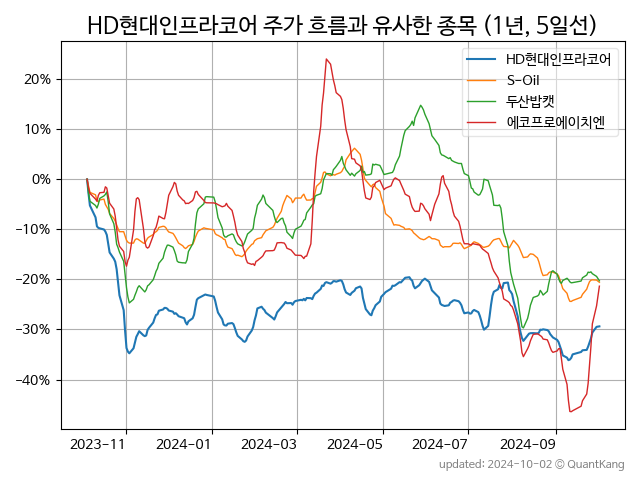 HD현대인프라코어 주가 흐름과 유사한 종목 (1년, 5일선)
HD현대인프라코어
S-Oil
두산밥캣
에코프로에이치엔
20%
10%
0%
-10%
-20%
-30%
-40%
2023-11 2024-01 2024-03 2024-05 2024-07 2024-09
updated: 2024-10-02 © QuantKang